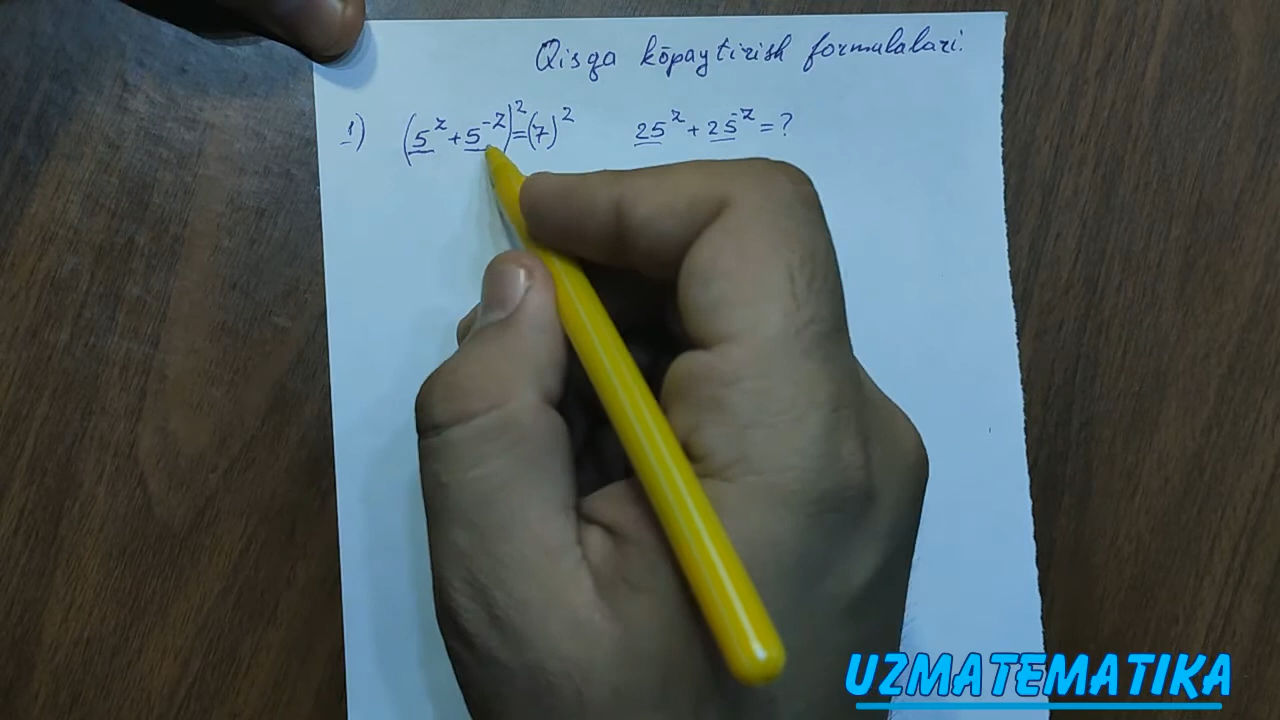 Qisqa kōpaytirish formulalari.
1) (5^x + 5^-x)^2 = (7)^2 25^x + 25^-x = ?
UZMATEMATIKA